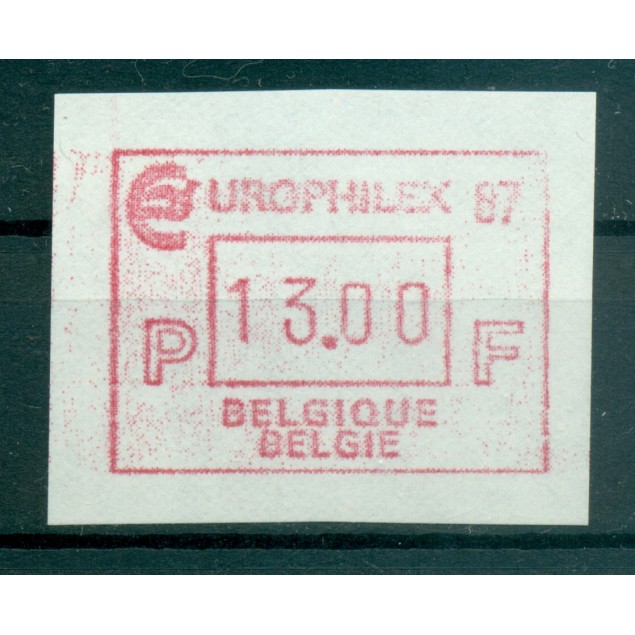 EUROPHILEX 87
13.00
P F
BELGIQUE
BELGIE